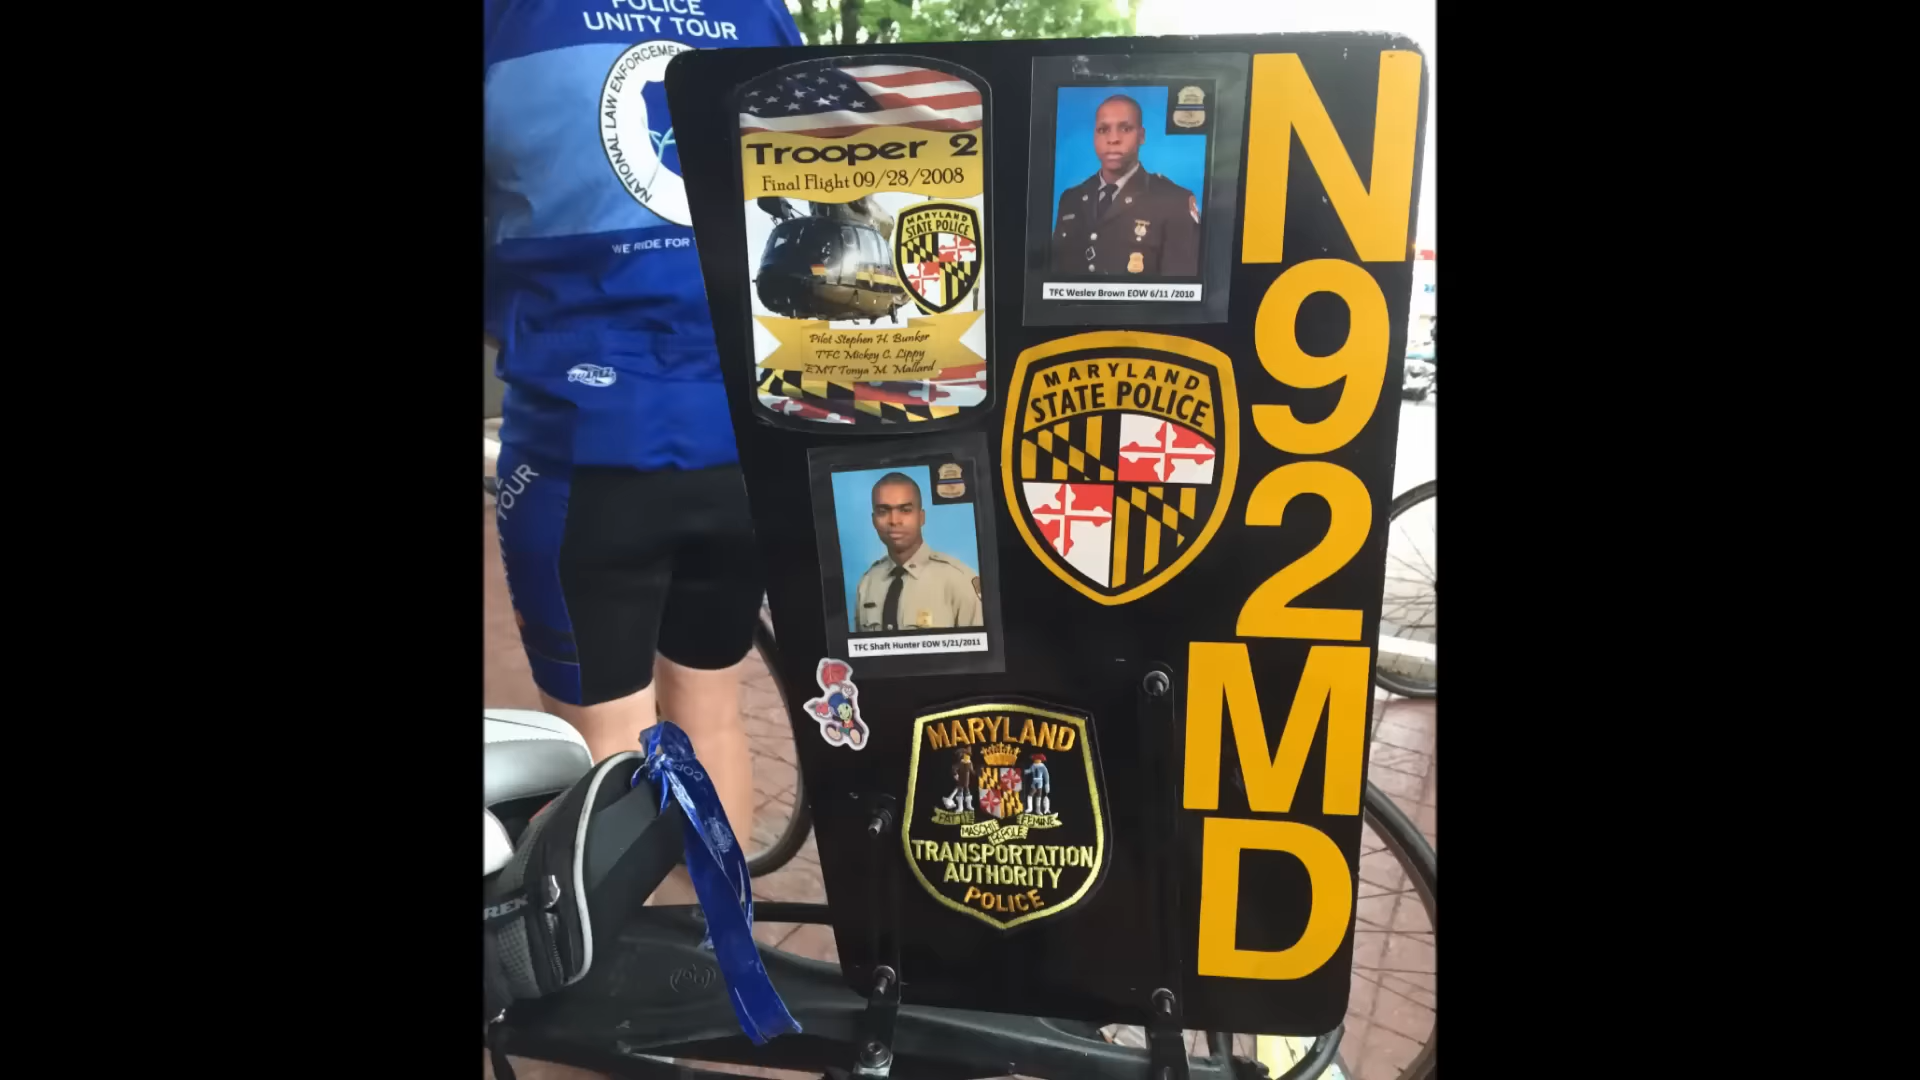 POLICE
UNITY TOUR
NATIONAL LAW ENFORCEMENT
WE RIDE FOR
TOUR
Trooper 2
Final Flight 09/28/2008
MARYLAND
STATE POLICE
Pilot Stephen H. Bunker
TFC Mickey C. Lippy
EMT Tonya M. Mallard
TFC Wesley Brown EOW 6/11 /2010
MARYLAND
STATE POLICE
TFC Shaft Hunter EOW 5/21/2011
MARYLAND
FATTI
FEMINE
MASCHII
PAROLE
TRANSPORTATION
AUTHORITY
POLICE
N92MD
TREK
COP